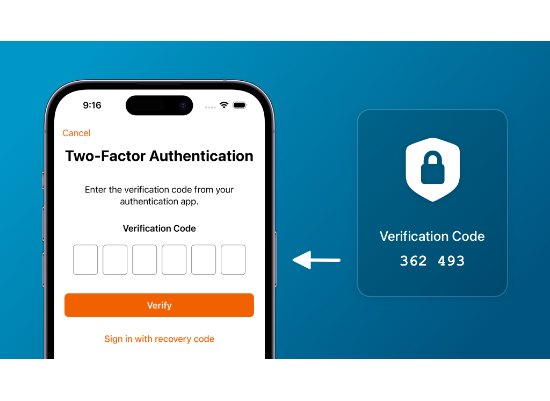 9:16
Cancel
Two-Factor Authentication
Enter the verification code from your
authentication app.
Verification Code
Verify
Sign in with recovery code
Verification Code
362 493